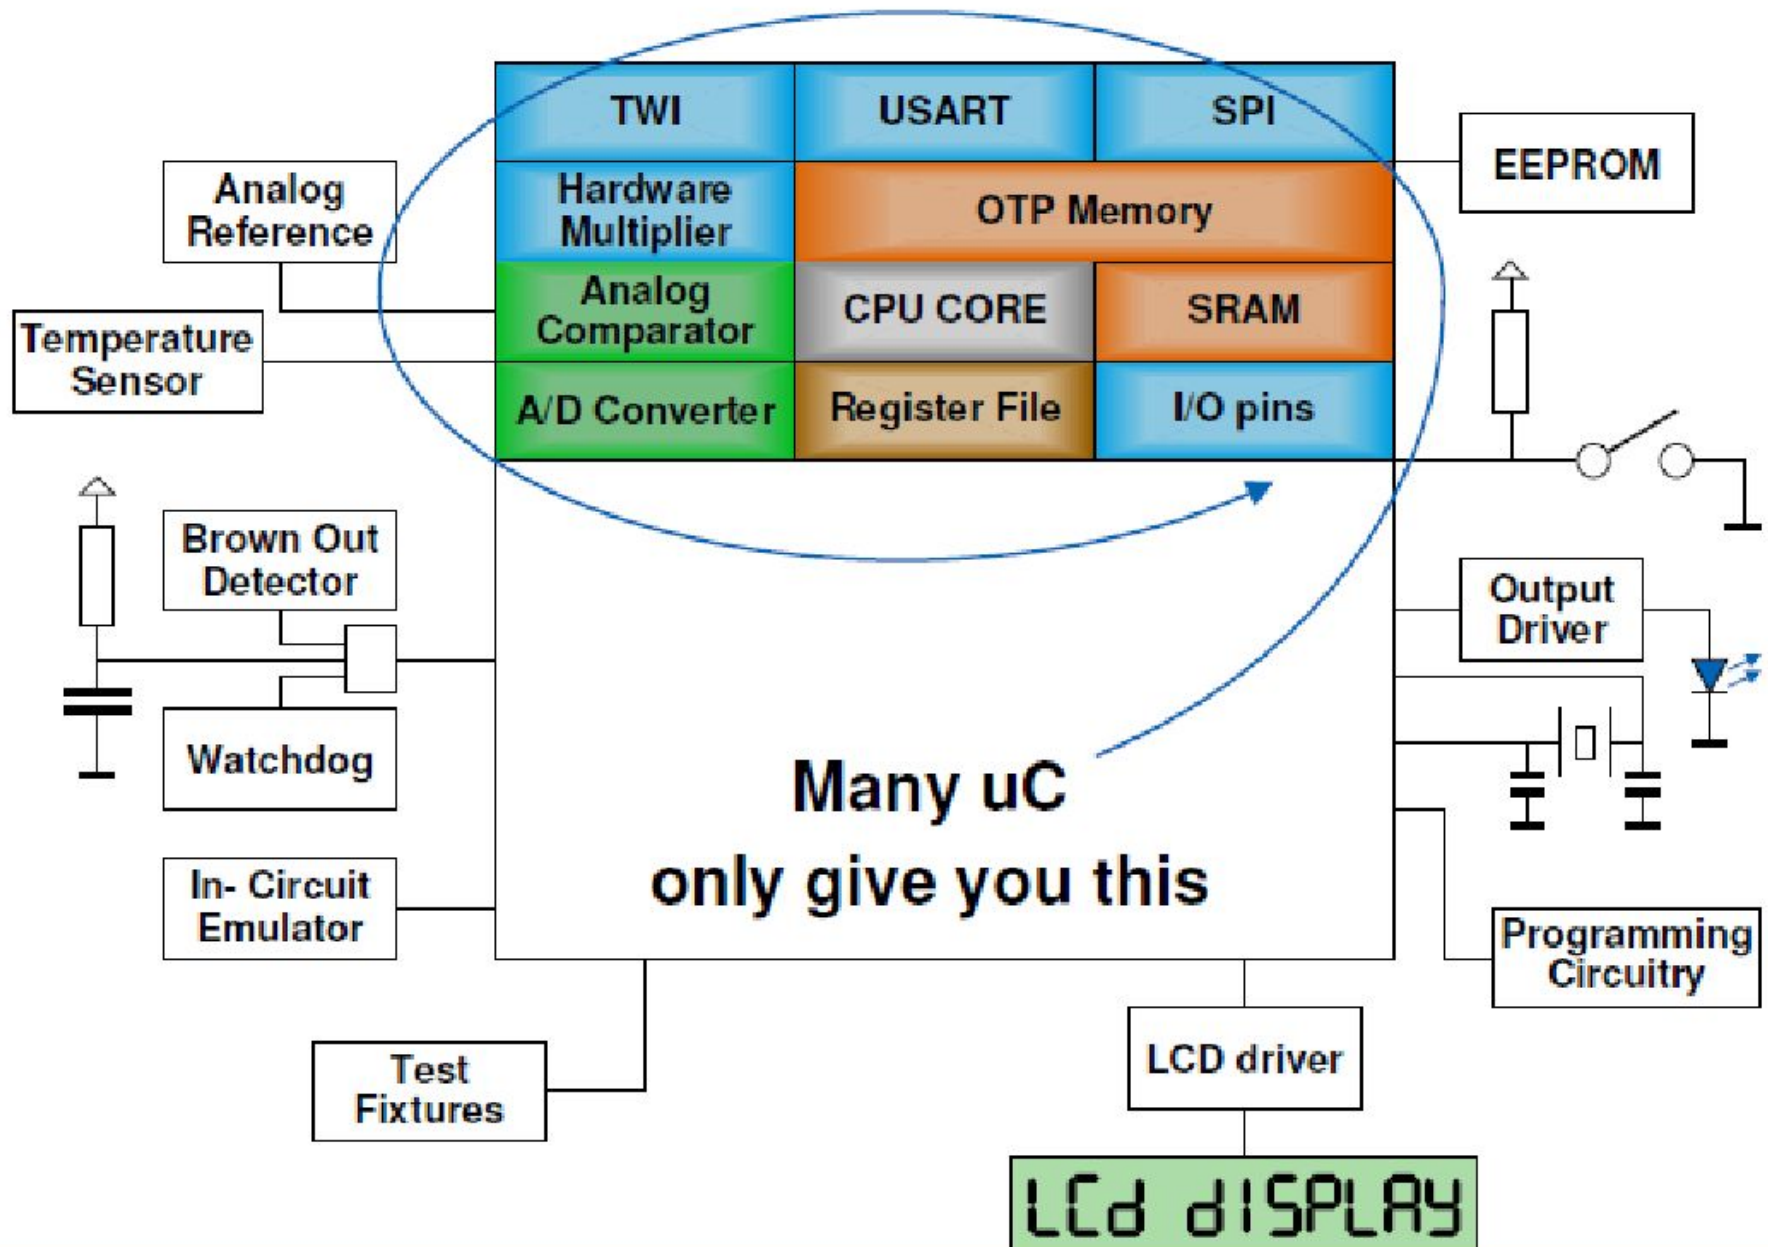 TWI
USART
SPI
EEPROM
Analog
Reference
Hardware
Multiplier
OTP Memory
Analog
Comparator
CPU CORE
SRAM
Temperature
Sensor
A/D Converter
Register File
I/O pins
Brown Out
Detector
Output
Driver
Watchdog
Many uC
only give you this
In- Circuit
Emulator
Programming
Circuitry
Test
Fixtures
LCD driver
LCd dISPLAY